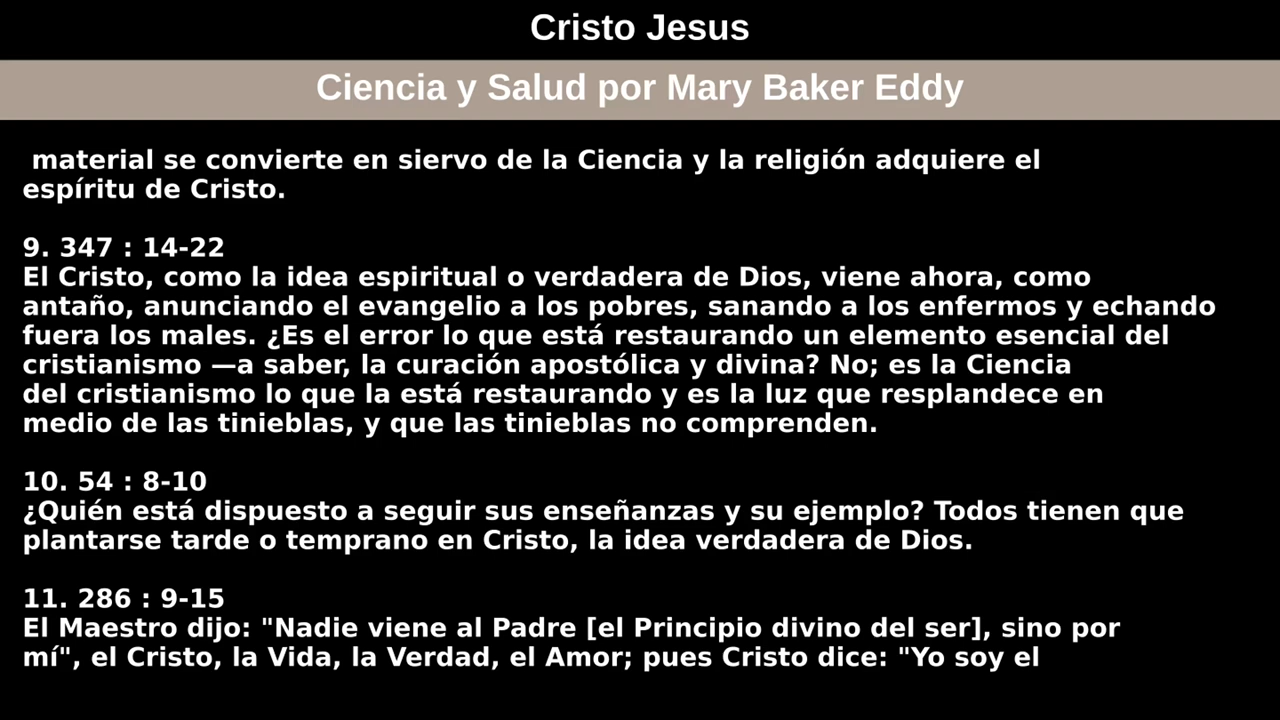 Cristo Jesus
Ciencia y Salud por Mary Baker Eddy
material se convierte en siervo de la Ciencia y la religión adquiere el
espíritu de Cristo.
9. 347 : 14-22
El Cristo, como la idea espiritual o verdadera de Dios, viene ahora, como
antaño, anunciando el evangelio a los pobres, sanando a los enfermos y echando
fuera los males. ¿Es el error lo que está restaurando un elemento esencial del
cristianismo —a saber, la curación apostólica y divina? No; es la Ciencia
del cristianismo lo que la está restaurando y es la luz que resplandece en
medio de las tinieblas, y que las tinieblas no comprenden.
10. 54 : 8-10
¿Quién está dispuesto a seguir sus enseñanzas y su ejemplo? Todos tienen que
plantarse tarde o temprano en Cristo, la idea verdadera de Dios.
11. 286 : 9-15
El Maestro dijo: "Nadie viene al Padre [el Principio divino del ser], sino por
mí", el Cristo, la Vida, la Verdad, el Amor; pues Cristo dice: "Yo soy el